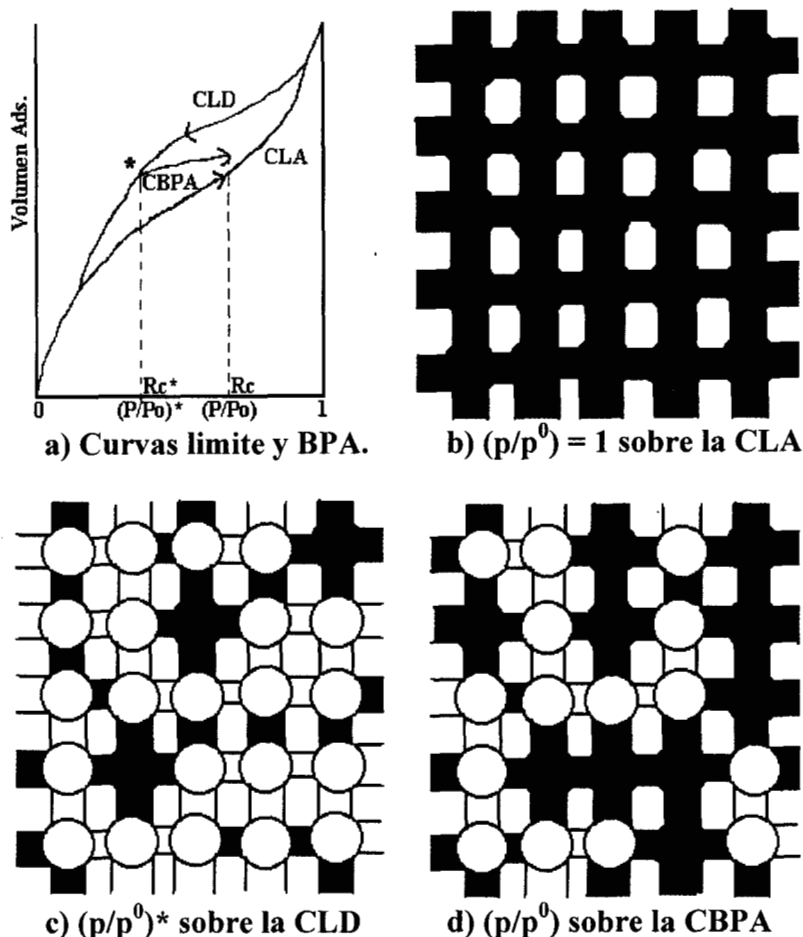 Volumen Ads.
CLD
*
CLA
CBPA
Rc* Rc
0 (P/Po)* (P/Po) 1
a) Curvas limite y BPA.
b) (p/p⁰) = 1 sobre la CLA
c) (p/p⁰)* sobre la CLD
d) (p/p⁰) sobre la CBPA